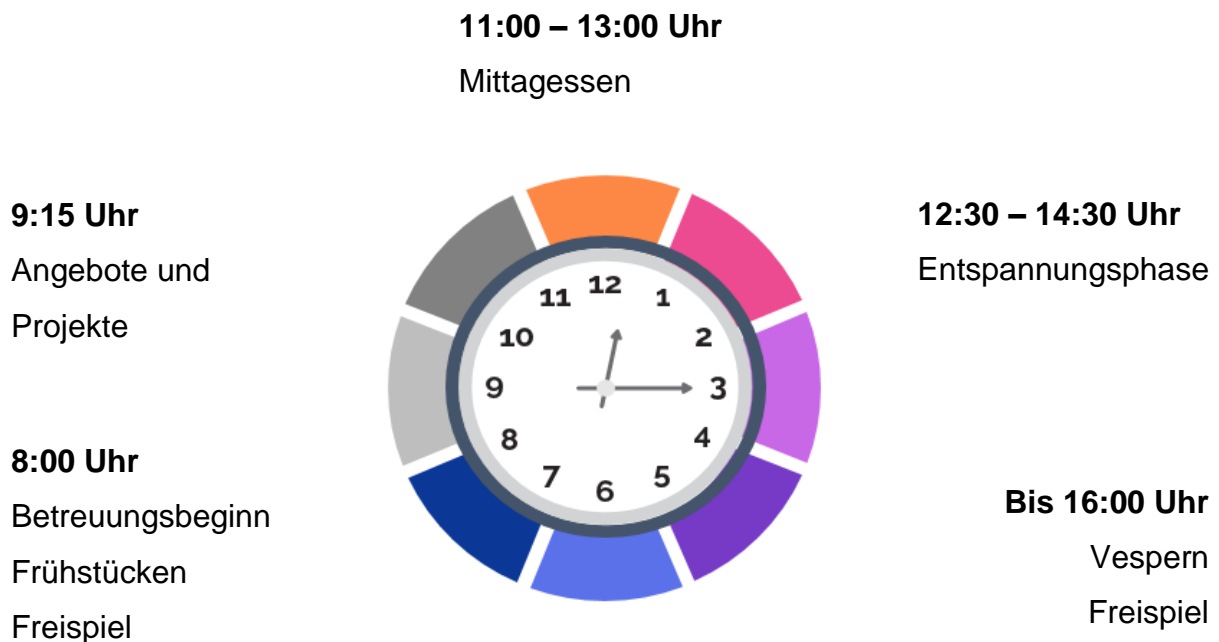 11:00 – 13:00 Uhr
Mittagessen
9:15 Uhr
Angebote und
Projekte
12:30 – 14:30 Uhr
Entspannungsphase
12
11
1
10
2
9
3
8
4
7
5
6
8:00 Uhr
Betreuungsbeginn
Frühstücken
Freispiel
Bis 16:00 Uhr
Vespern
Freispiel